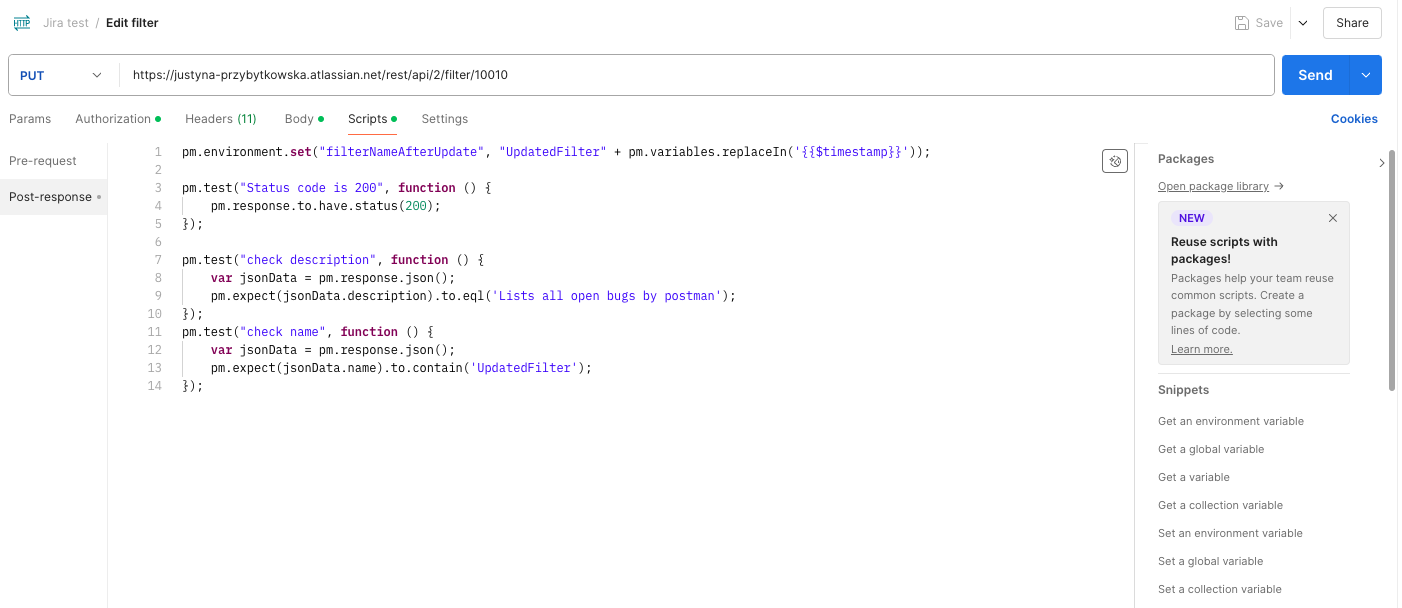 HTTP Jira test / Edit filter Save Share
PUT https://justyna-przybytkowska.atlassian.net/rest/api/2/filter/10010 Send
Params Authorization Headers (11) Body Scripts Settings Cookies
Pre-request
Post-response
1 pm.environment.set("filterNameAfterUpdate", "UpdatedFilter" + pm.variables.replaceIn('{{$timestamp}}'));
2
3 pm.test("Status code is 200", function () {
4 pm.response.to.have.status(200);
5 });
6
7 pm.test("check description", function () {
8 var jsonData = pm.response.json();
9 pm.expect(jsonData.description).to.eql('Lists all open bugs by postman');
10 });
11 pm.test("check name", function () {
12 var jsonData = pm.response.json();
13 pm.expect(jsonData.name).to.contain('UpdatedFilter');
14 });
Packages
Open package library →
NEW
Reuse scripts with
packages!
Packages help your team reuse
common scripts. Create a
package by selecting some
lines of code.
Learn more.
Snippets
Get an environment variable
Get a global variable
Get a variable
Get a collection variable
Set an environment variable
Set a global variable
Set a collection variable